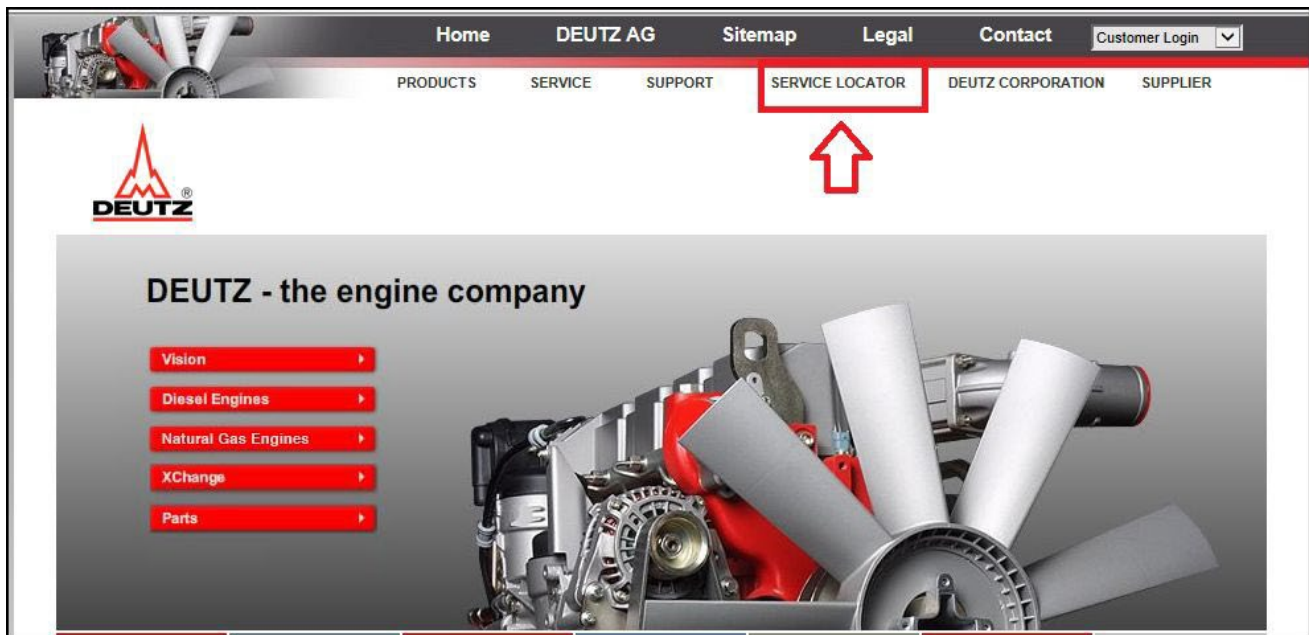 Home DEUTZ AG Sitemap Legal Contact Customer Login
PRODUCTS SERVICE SUPPORT SERVICE LOCATOR DEUTZ CORPORATION SUPPLIER
DEUTZ®
DEUTZ - the engine company
Vision
Diesel Engines
Natural Gas Engines
XChange
Parts